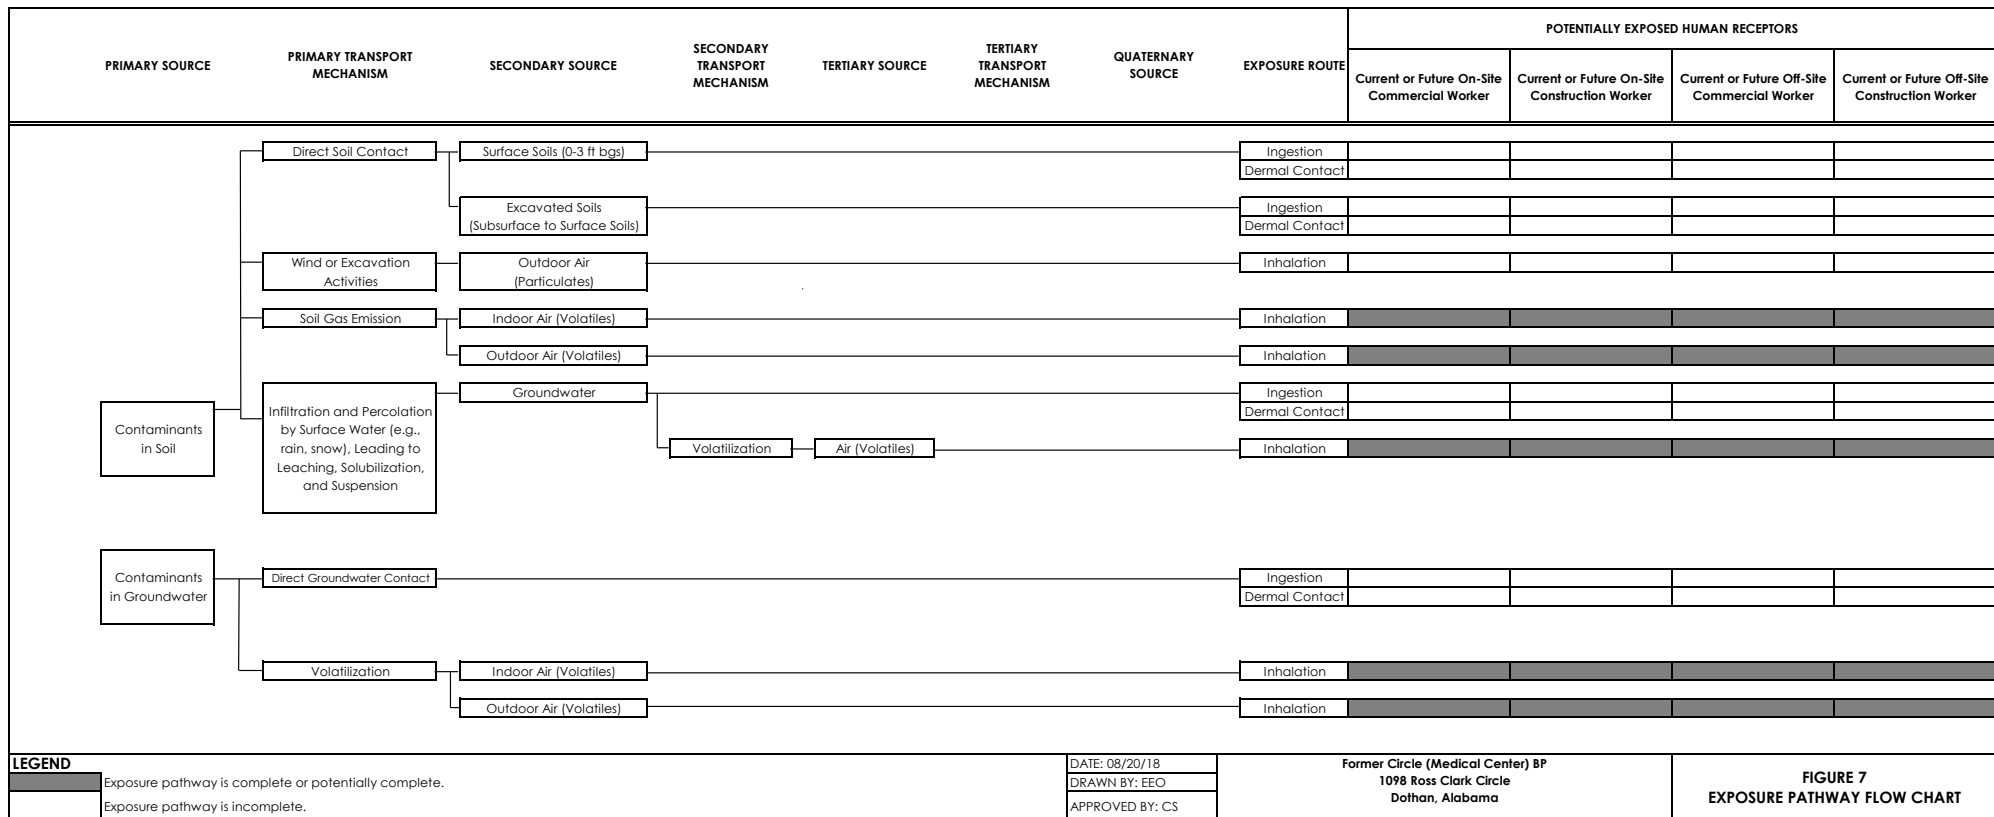 POTENTIALLY EXPOSED HUMAN RECEPTORS
PRIMARY SOURCE
PRIMARY TRANSPORT
MECHANISM
SECONDARY SOURCE
SECONDARY
TRANSPORT
MECHANISM
TERTIARY SOURCE
TERTIARY
TRANSPORT
MECHANISM
QUATERNARY
SOURCE
EXPOSURE ROUTE
Current or Future On-Site
Commercial Worker
Current or Future On-Site
Construction Worker
Current or Future Off-Site
Commercial Worker
Current or Future Off-Site
Construction Worker
Direct Soil Contact
Surface Soils (0-3 ft bgs)
Ingestion
Dermal Contact
Excavated Soils
(Subsurface to Surface Soils)
Ingestion
Dermal Contact
Wind or Excavation
Activities
Outdoor Air
(Particulates)
Inhalation
Soil Gas Emission
Indoor Air (Volatiles)
Inhalation
Outdoor Air (Volatiles)
Inhalation
Contaminants
in Soil
Infiltration and Percolation
by Surface Water (e.g.,
rain, snow), Leading to
Leaching, Solubilization,
and Suspension
Groundwater
Ingestion
Dermal Contact
Volatilization
Air (Volatiles)
Inhalation
Contaminants
in Groundwater
Direct Groundwater Contact
Ingestion
Dermal Contact
Volatilization
Indoor Air (Volatiles)
Inhalation
Outdoor Air (Volatiles)
Inhalation
LEGEND
Exposure pathway is complete or potentially complete.
Exposure pathway is incomplete.
DATE: 08/20/18
DRAWN BY: EEO
APPROVED BY: CS
Former Circle (Medical Center) BP
1098 Ross Clark Circle
Dothan, Alabama
FIGURE 7
EXPOSURE PATHWAY FLOW CHART